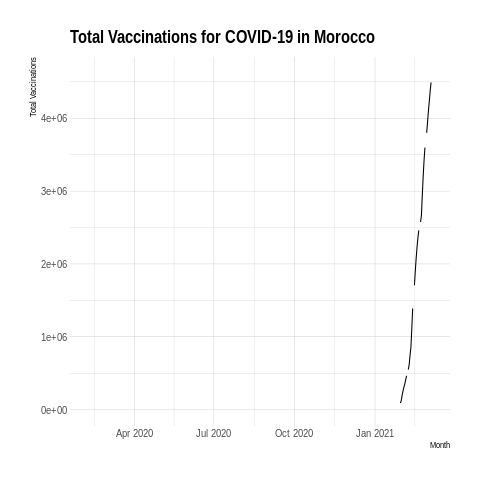 Total Vaccinations for COVID-19 in Morocco
Total Vaccinations
4e+06
3e+06
2e+06
1e+06
0e+00
Apr 2020 Jul 2020 Oct 2020 Jan 2021
Month